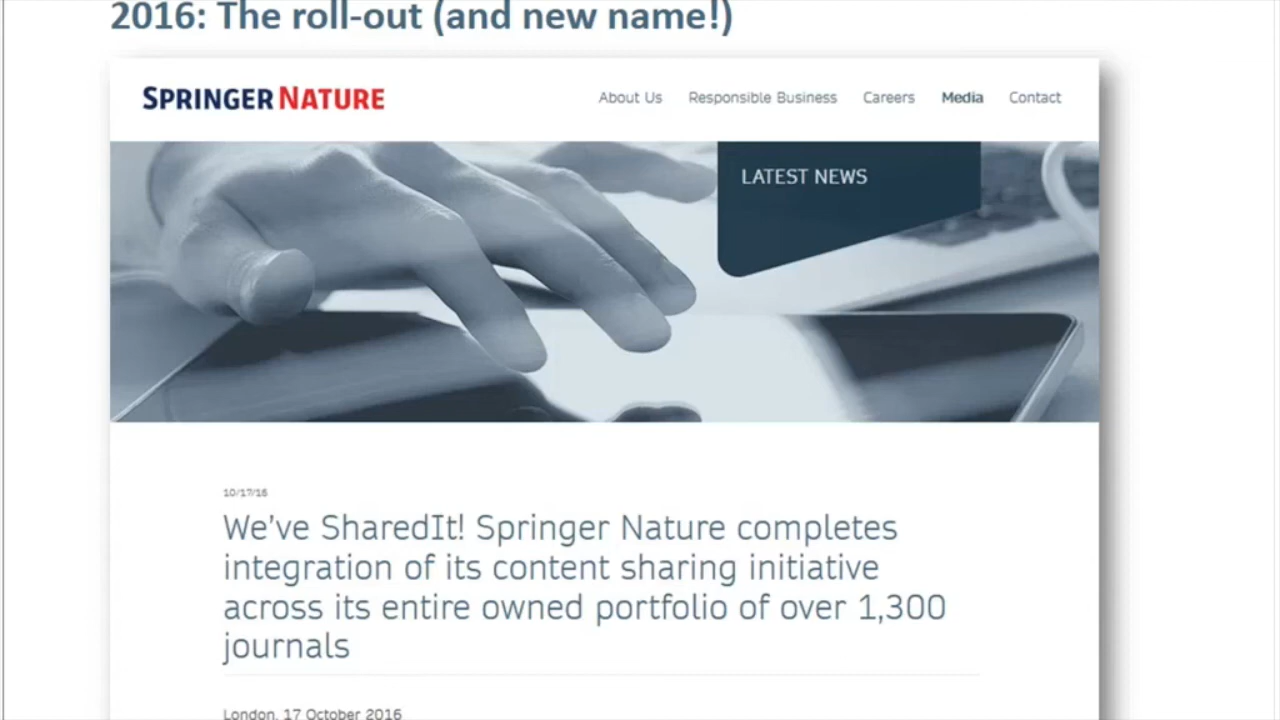 2016: The roll-out (and new name!)
SPRINGER NATURE
About Us Responsible Business Careers Media Contact
LATEST NEWS
10/17/16
We've SharedIt! Springer Nature completes
integration of its content sharing initiative
across its entire owned portfolio of over 1,300
journals
London, 17 October 2016